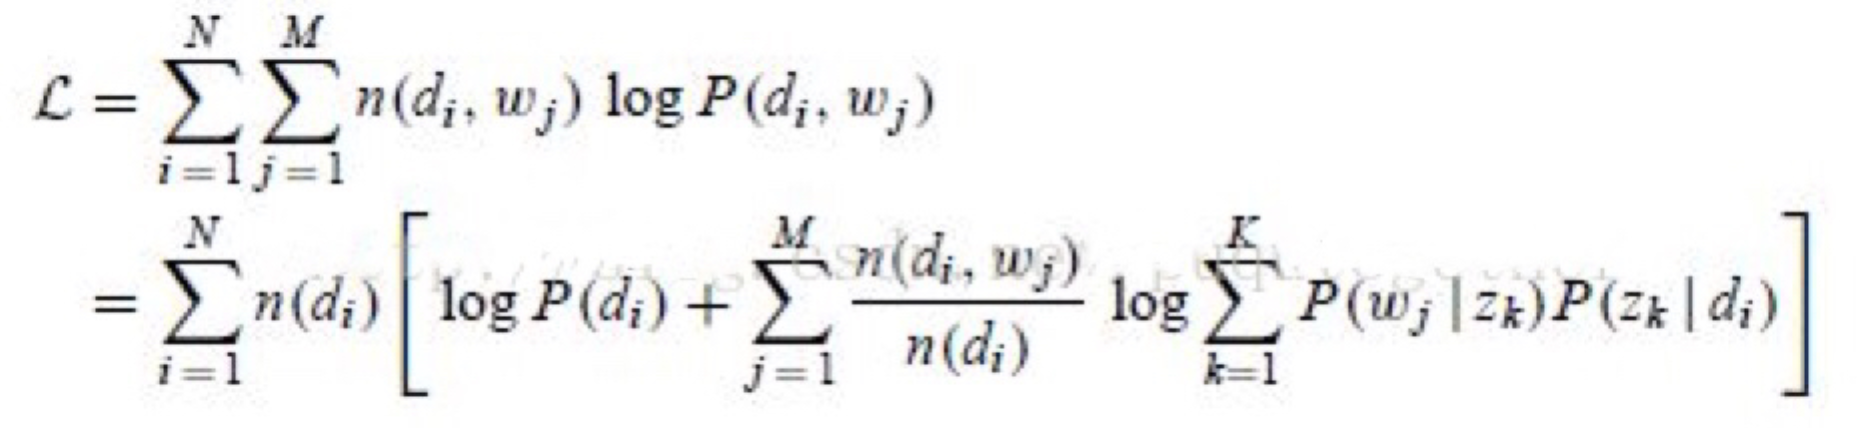 ℒ = ∑_{i=1}^{N} ∑_{j=1}^{M} n(d_i, w_j) log P(d_i, w_j)
= ∑_{i=1}^{N} n(d_i) [ log P(d_i) + ∑_{j=1}^{M} \frac{n(d_i, w_j)}{n(d_i)} log ∑_{k=1}^{K} P(w_j | z_k) P(z_k | d_i) ]